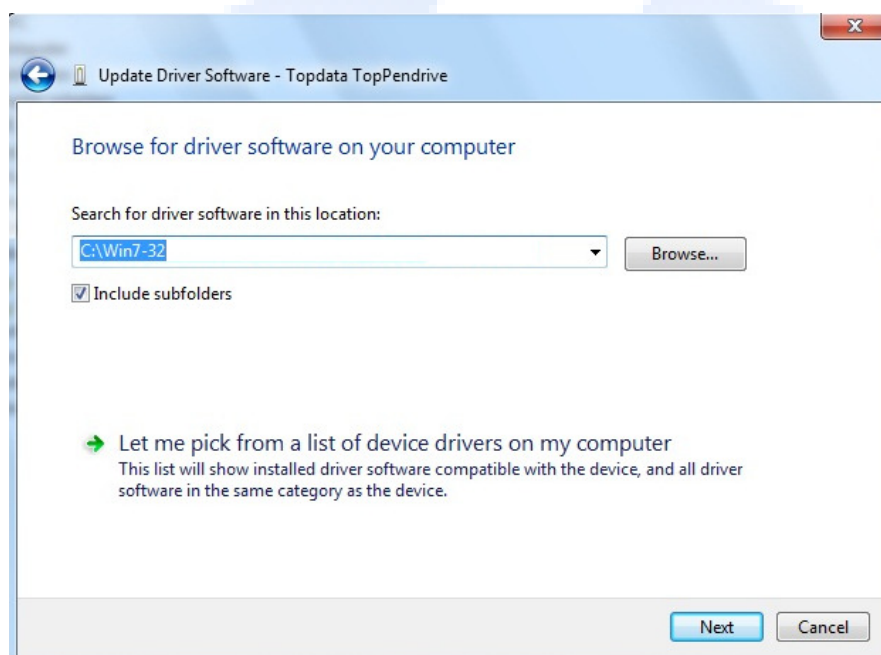 Update Driver Software - Topdata TopPendrive
Browse for driver software on your computer
Search for driver software in this location:
C:\Win7-32
Browse...
Include subfolders
Let me pick from a list of device drivers on my computer
This list will show installed driver software compatible with the device, and all driver
software in the same category as the device.
Next
Cancel